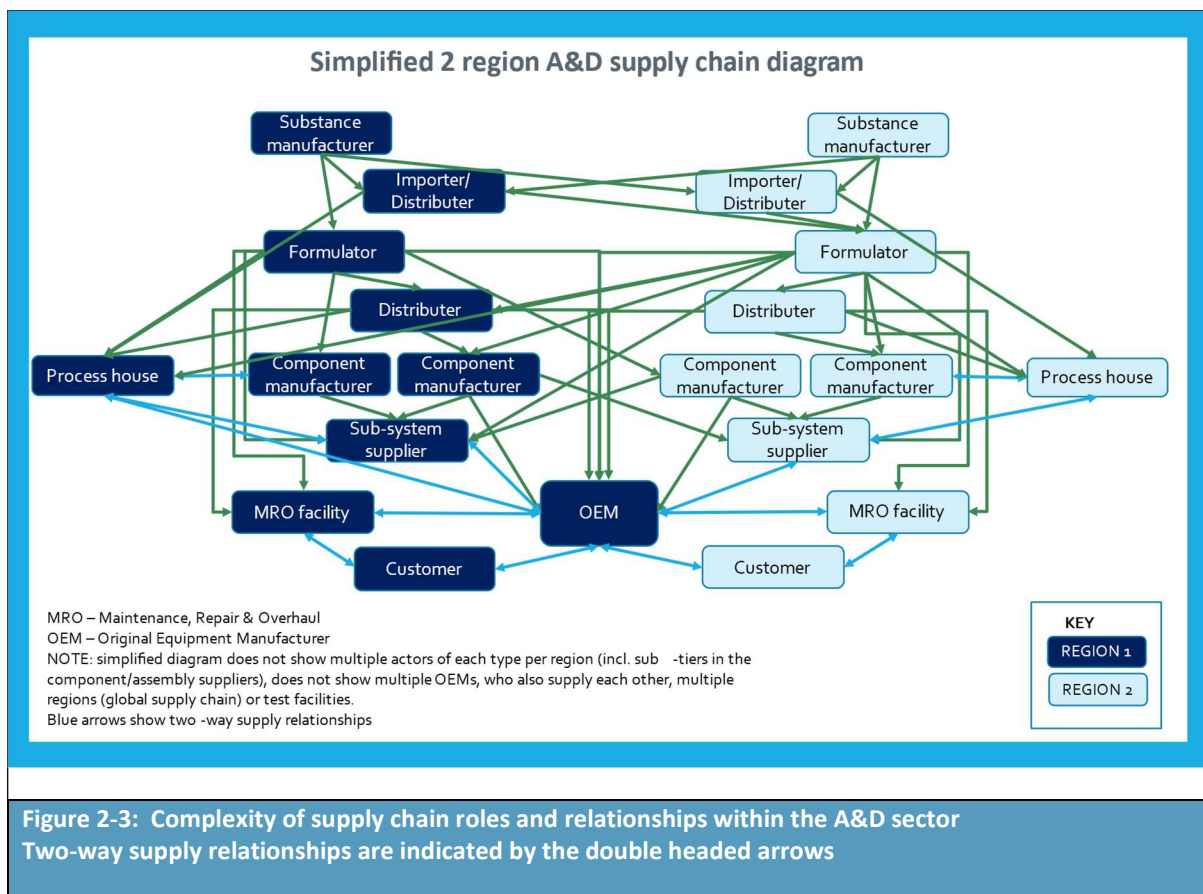 Simplified 2 region A&D supply chain diagram
Substance
manufacturer
Substance
manufacturer
Importer/
Distributer
Importer/
Distributer
Formulator
Formulator
Distributer
Distributer
Process house
Component
manufacturer
Component
manufacturer
Component
manufacturer
Component
manufacturer
Process house
Sub-system
supplier
Sub-system
supplier
MRO facility
OEM
MRO facility
Customer
Customer
MRO – Maintenance, Repair & Overhaul
OEM – Original Equipment Manufacturer
NOTE: simplified diagram does not show multiple actors of each type per region (incl. sub -tiers in the
component/assembly suppliers), does not show multiple OEMs, who also supply each other, multiple
regions (global supply chain) or test facilities.
Blue arrows show two -way supply relationships
KEY
REGION 1
REGION 2
Figure 2-3: Complexity of supply chain roles and relationships within the A&D sector
Two-way supply relationships are indicated by the double headed arrows